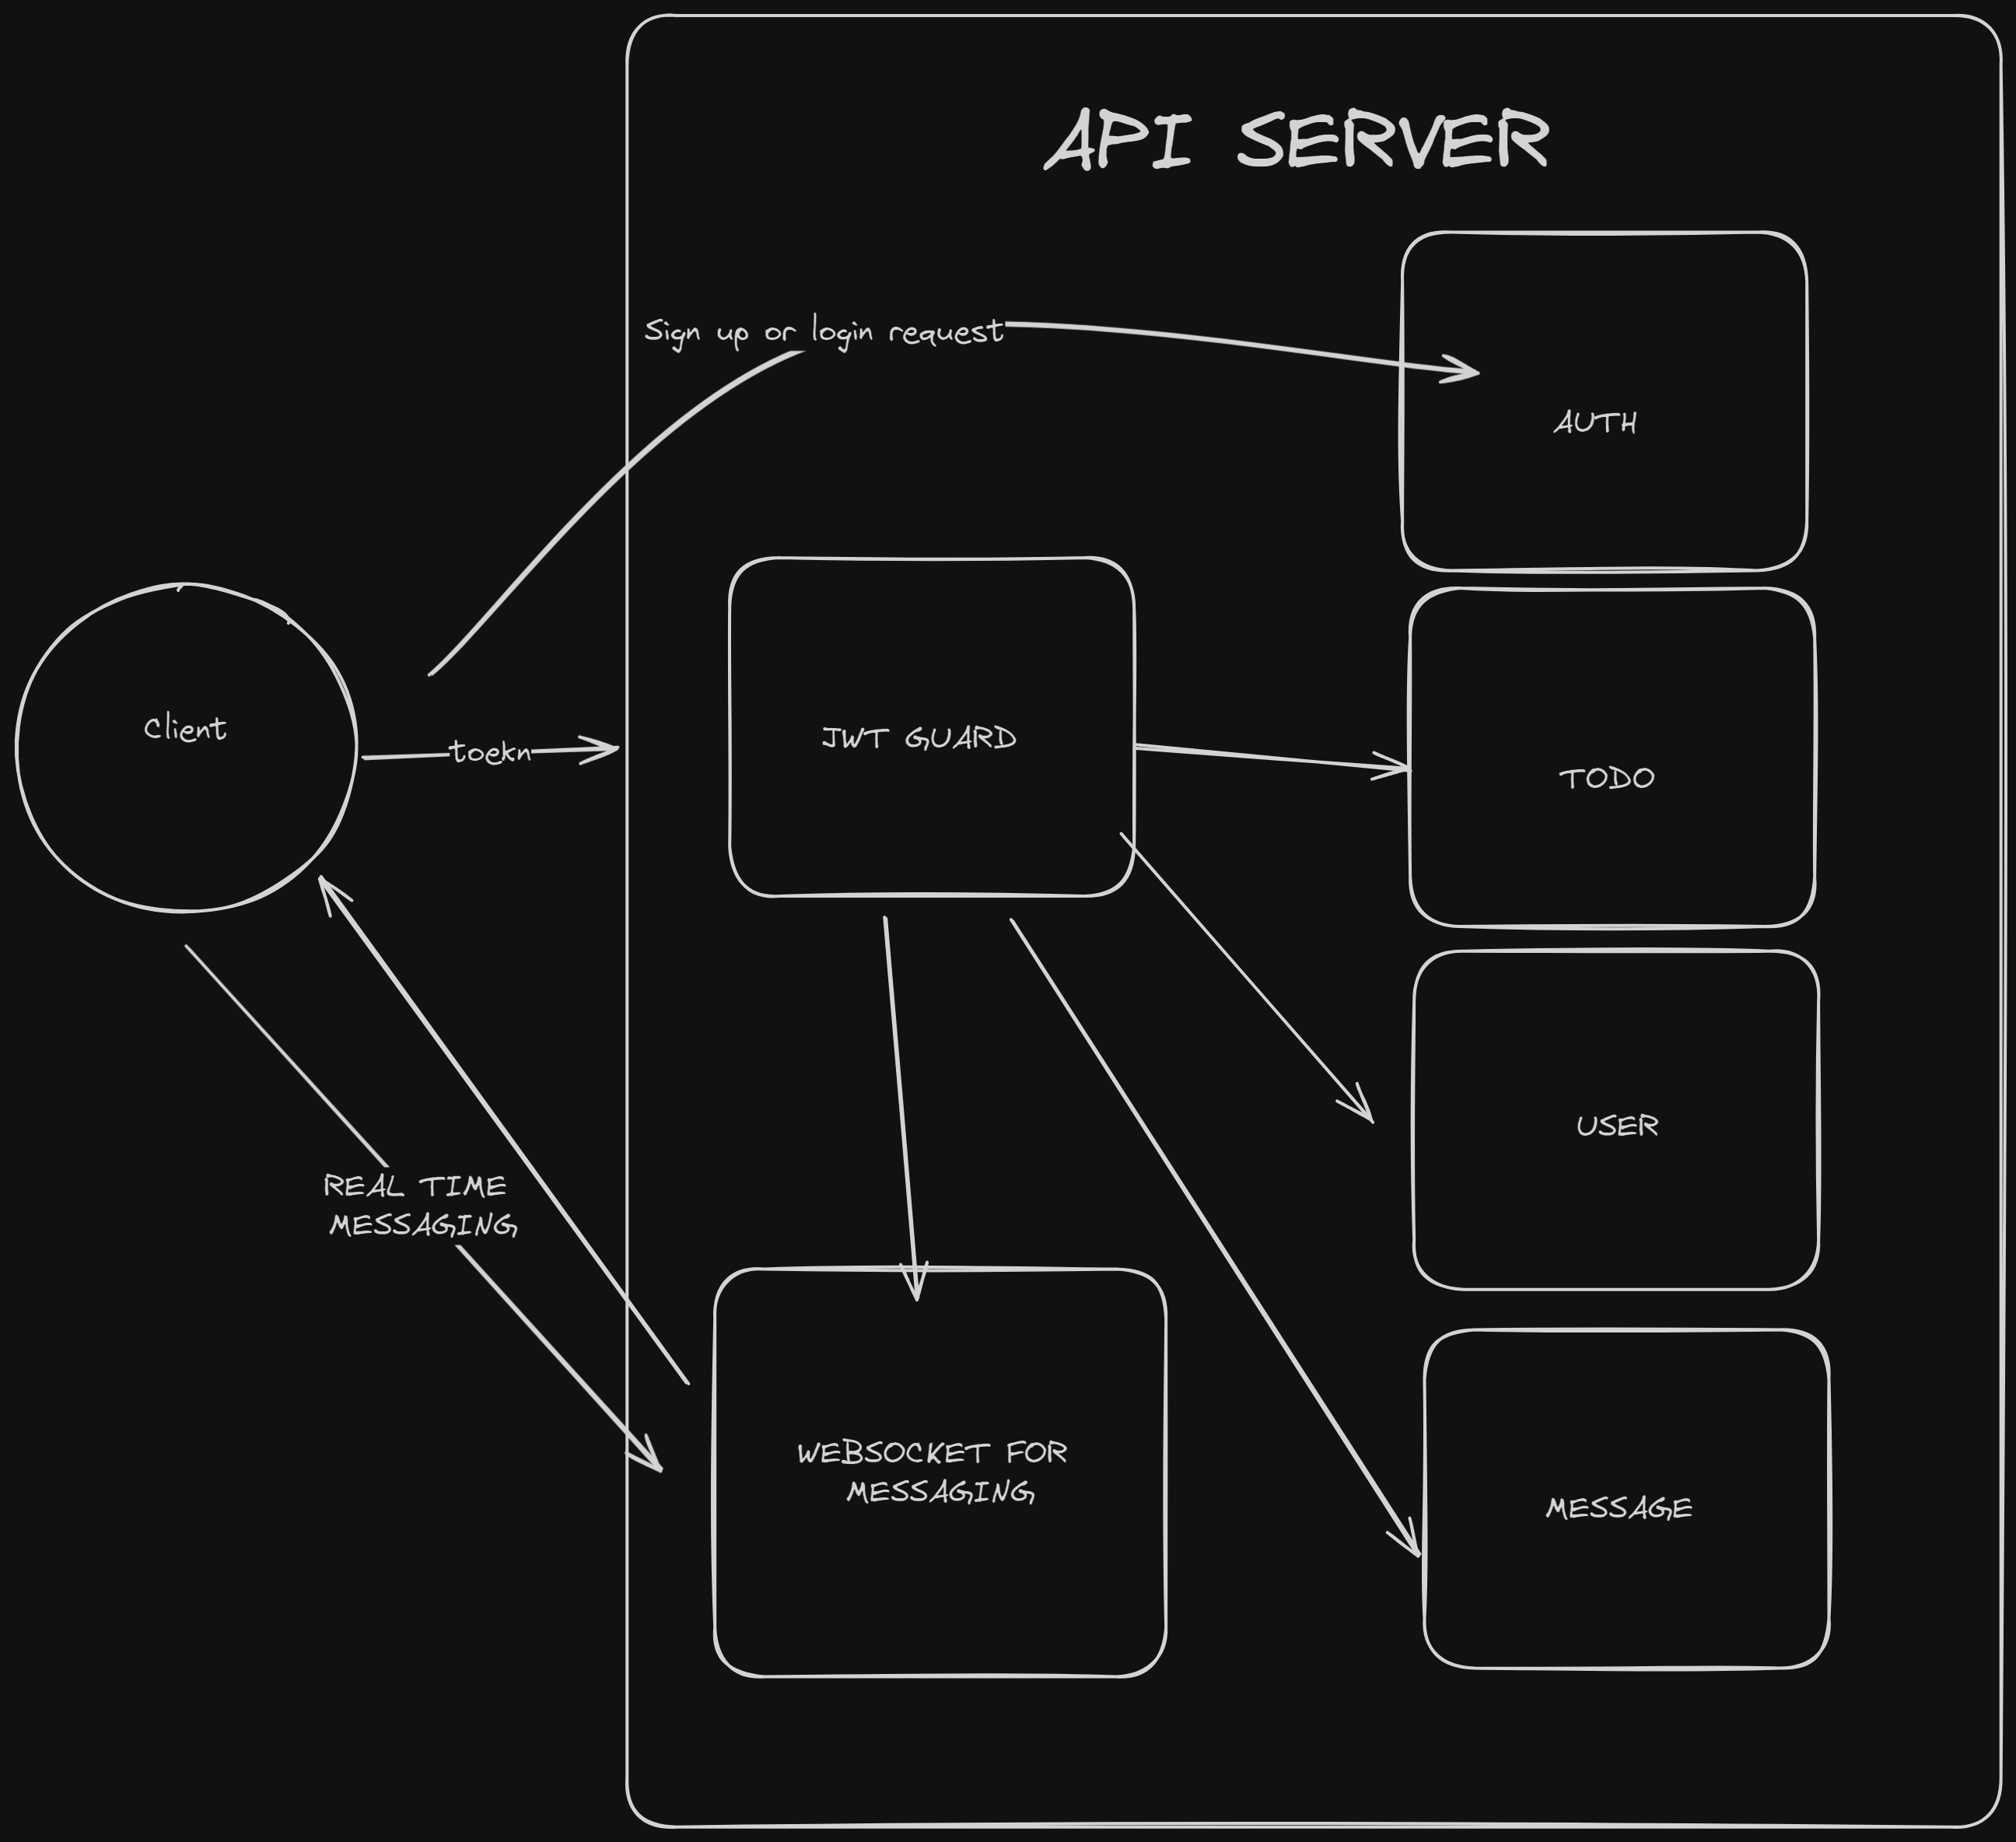 API SERVER
Sign up or login request
AUTH
Client
toekn
JWT GUARD
TODO
USER
REAL TIME
MESSAGING
WEBSOCKET FOR
MESSAGING
MESSAGE